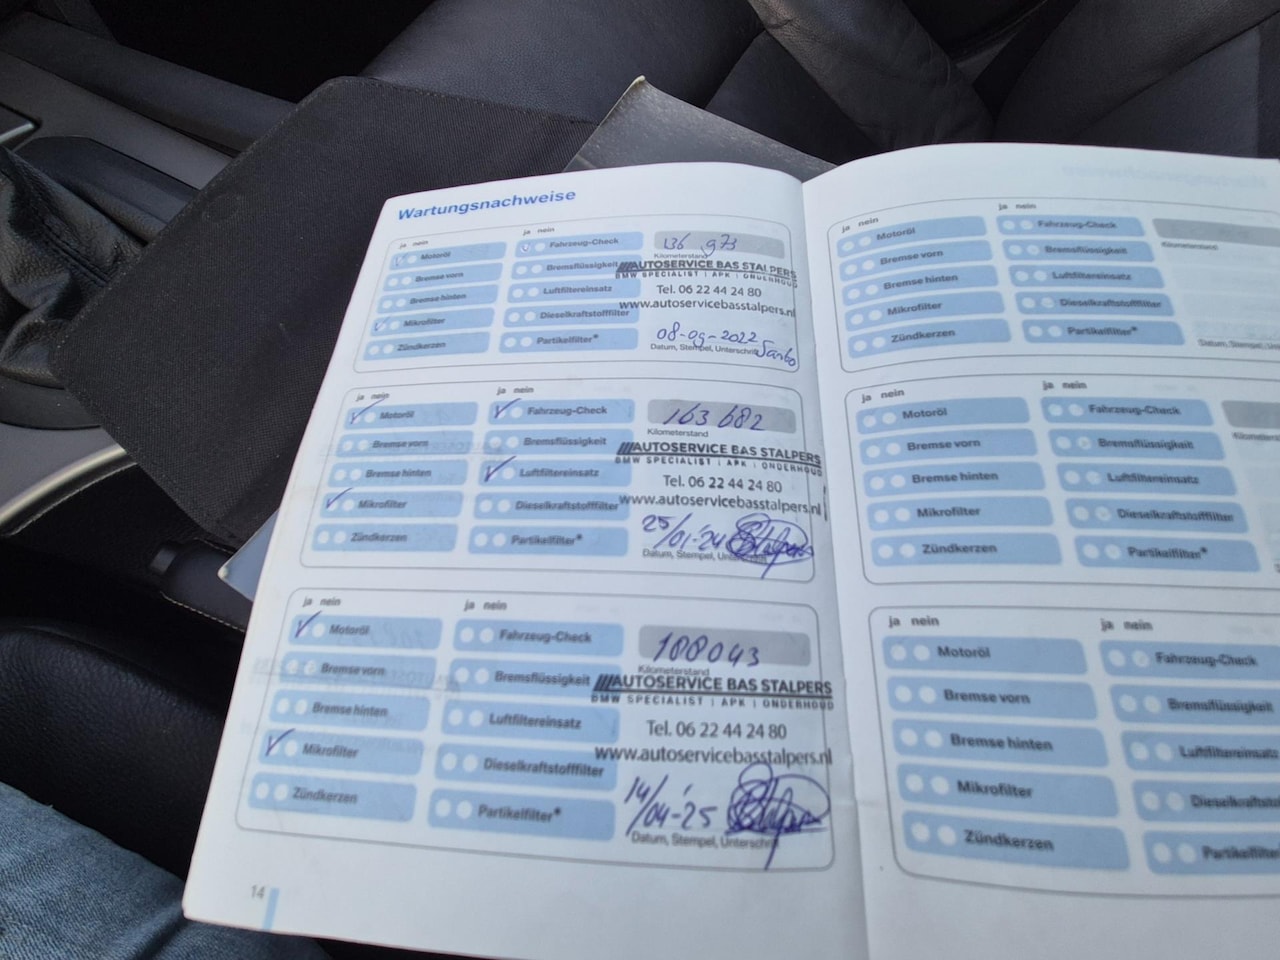 Wartungsnachweise
ja nein
ja nein
Motoröl
Fahrzeug-Check
136 973
Kilometerstand
Bremse vorn
Bremsflüssigkeit
AUTOSERVICE BAS STALPERS
BMW SPECIALIST | APK | ONDERHOUD
Bremse hinten
Luftfiltereinsatz
Tel. 06 22 44 24 80
www.autoservicebasstalpers.nl
Mikrofilter
Dieselkraftstofffilter
Zündkerzen
Partikelfilter*
08-09-2022
Datum, Stempel, Unterschrift
ja nein
ja nein
Motoröl
Fahrzeug-Check
163 682
Kilometerstand
Bremse vorn
Bremsflüssigkeit
AUTOSERVICE BAS STALPERS
BMW SPECIALIST | APK | ONDERHOUD
Bremse hinten
Luftfiltereinsatz
Tel. 06 22 44 24 80
www.autoservicebasstalpers.nl
Mikrofilter
Dieselkraftstofffilter
Zündkerzen
Partikelfilter*
25/01-'24 Stalpers
Datum, Stempel, Unterschrift
ja nein
ja nein
Motoröl
Fahrzeug-Check
188043
Kilometerstand
Bremse vorn
Bremsflüssigkeit
AUTOSERVICE BAS STALPERS
BMW SPECIALIST | APK | ONDERHOUD
Bremse hinten
Luftfiltereinsatz
Tel. 06 22 44 24 80
www.autoservicebasstalpers.nl
Mikrofilter
Dieselkraftstofffilter
Zündkerzen
Partikelfilter*
14/04-'25 Stalpers
Datum, Stempel, Unterschrift
14
ja nein
ja nein
Motoröl
Fahrzeug-Check
Kilometerstand
Bremse vorn
Bremsflüssigkeit
Bremse hinten
Luftfiltereinsatz
Mikrofilter
Dieselkraftstofffilter
Zündkerzen
Partikelfilter*
Datum, Stempel,
ja nein
ja nein
Motoröl
Fahrzeug-Check
Bremse vorn
Bremsflüssigkeit
Bremse hinten
Luftfiltereinsatz
Mikrofilter
Dieselkraftstofffilter
Zündkerzen
Partikelfilter*
ja nein
ja nein
Motoröl
Fahrzeug-Check
Bremse vorn
Bremsflüssigkeit
Bremse hinten
Luftfiltereinsatz
Mikrofilter
Zündkerzen